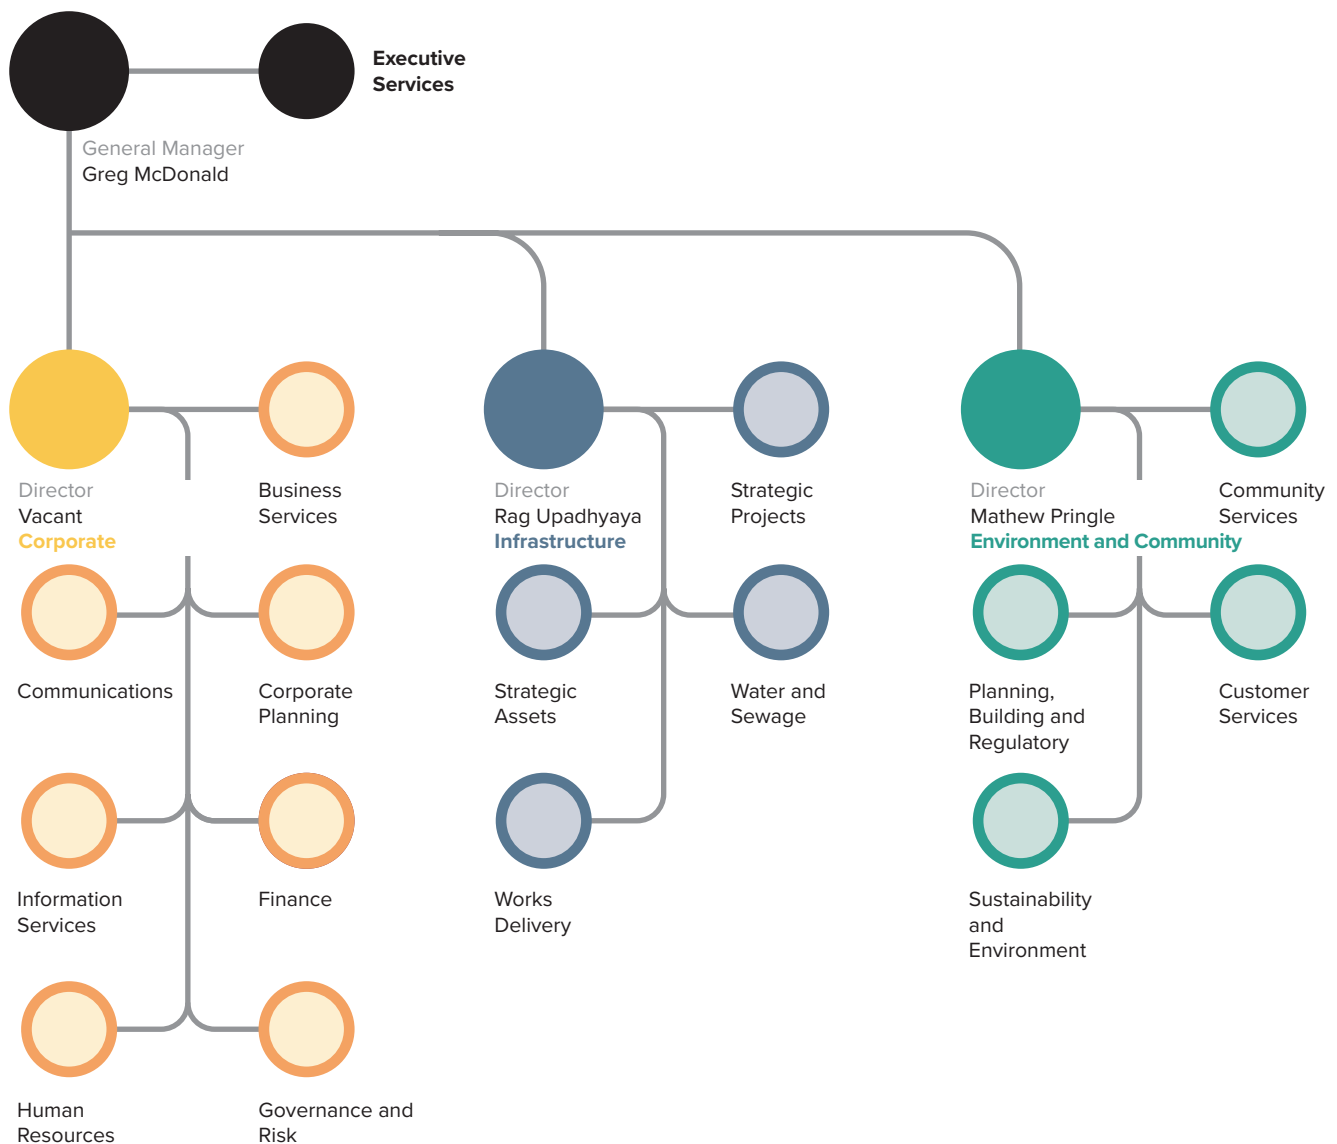 Executive
Services
General Manager
Greg McDonald
Director
Vacant
Corporate
Business
Services
Director
Rag Upadhyaya
Infrastructure
Strategic
Projects
Director
Mathew Pringle
Environment and Community
Community
Services
Communications
Corporate
Planning
Strategic
Assets
Water and
Sewage
Planning,
Building and
Regulatory
Customer
Services
Information
Services
Finance
Works
Delivery
Sustainability
and
Environment
Human
Resources
Governance and
Risk